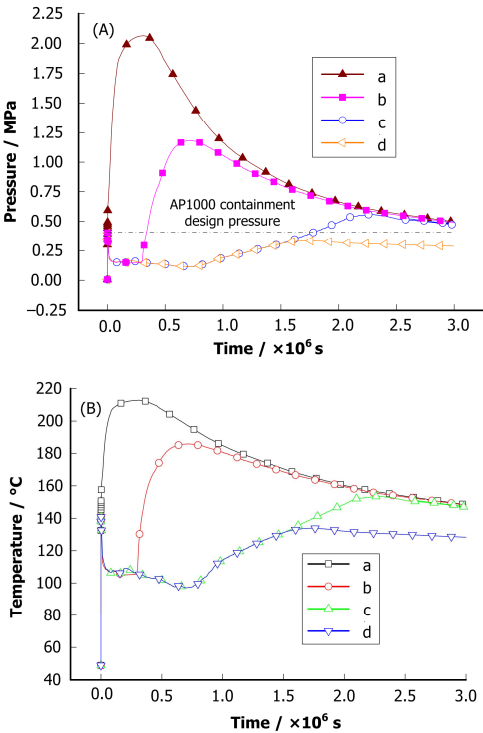 (A)
2.25
2.00
1.75
1.50
1.25
1.00
0.75
0.50
0.25
0.00
−0.25
Pressure / MPa
a
b
c
d
AP1000 containment
design pressure
0.0 0.5 1.0 1.5 2.0 2.5 3.0
Time / ×10⁶ s
(B)
220
200
180
160
140
120
100
80
60
40
Temperature / °C
a
b
c
d
0.0 0.5 1.0 1.5 2.0 2.5 3.0
Time / ×10⁶ s